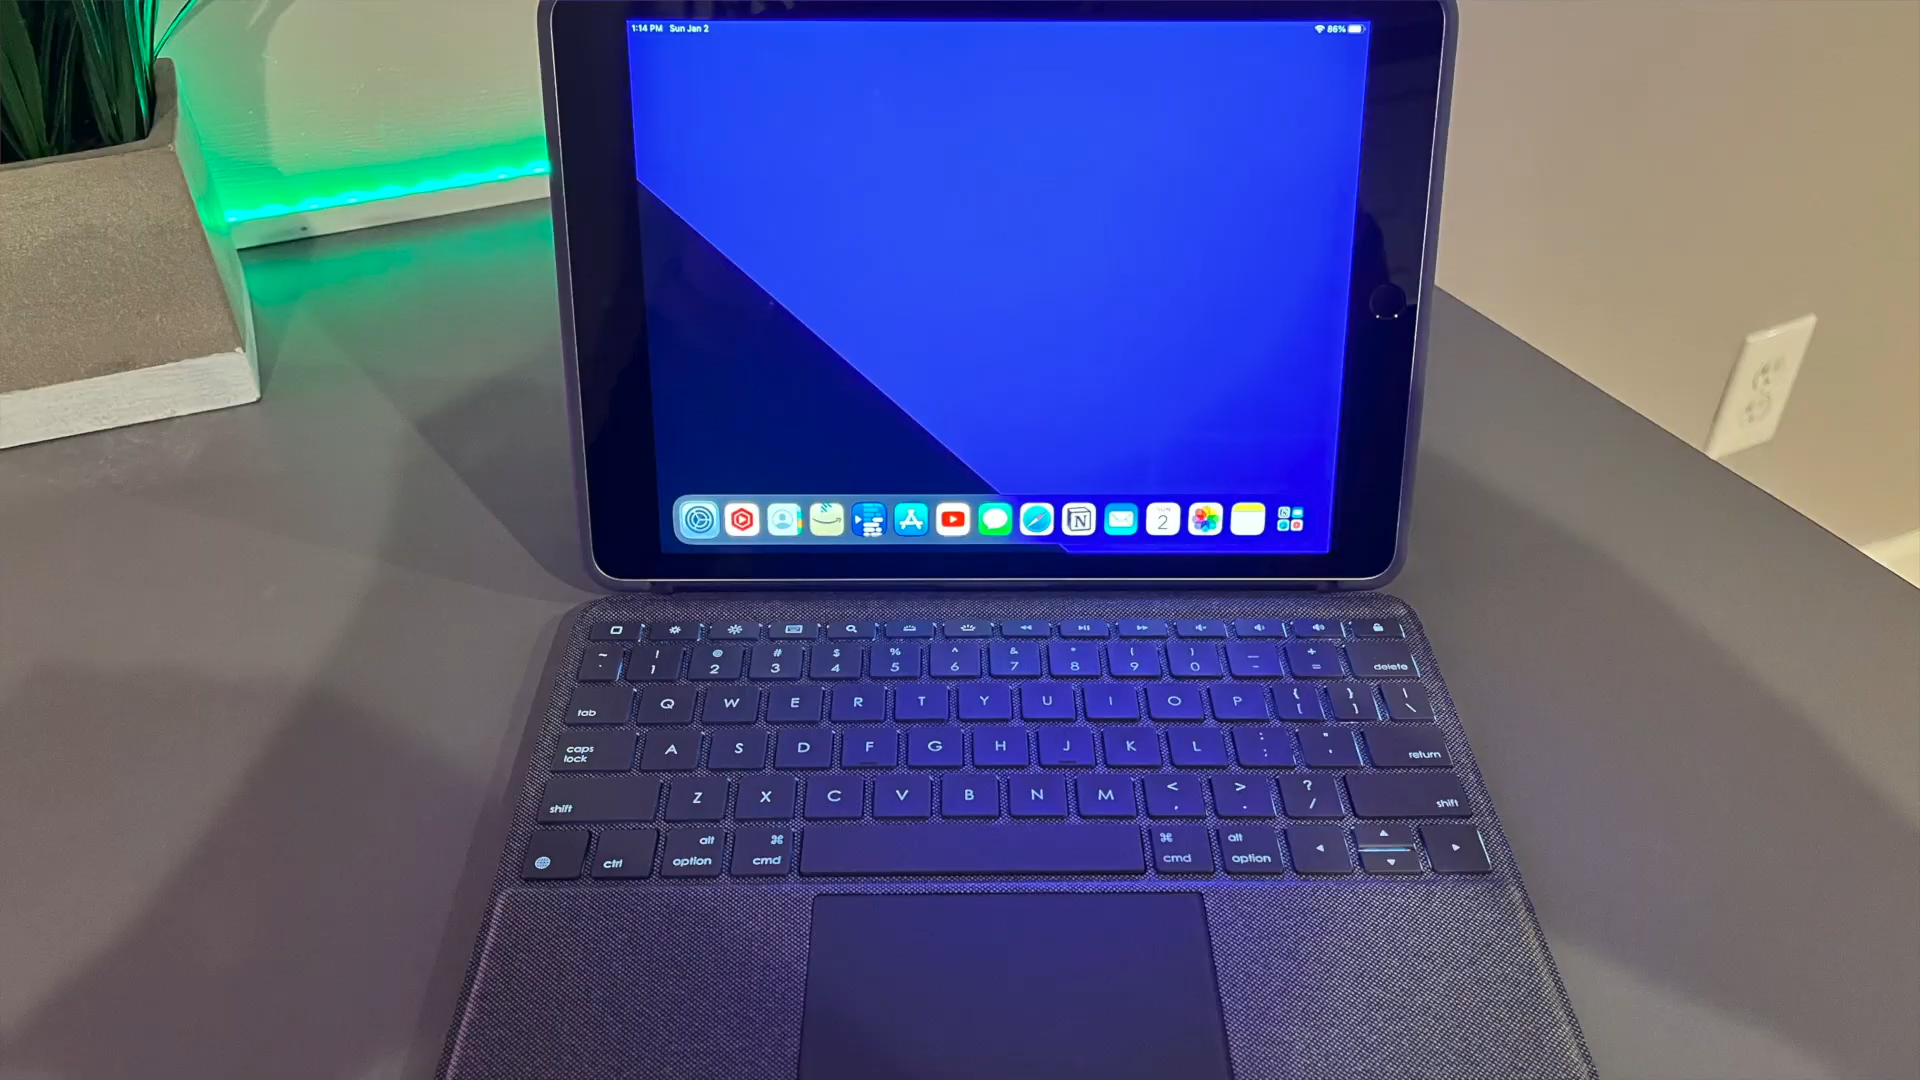 1:14 PM Sun Jan 2
86%
SUN
2
N
~ ! @ # $ % ^ & * ( ) _ +
` 1 2 3 4 5 6 7 8 9 0 - = delete
tab Q W E R T Y U I O P { [ } ] | \
caps lock A S D F G H J K L : ; " ' return
shift Z X C V B N M < , > . ? / shift
ctrl alt option ⌘ cmd ⌘ cmd alt option